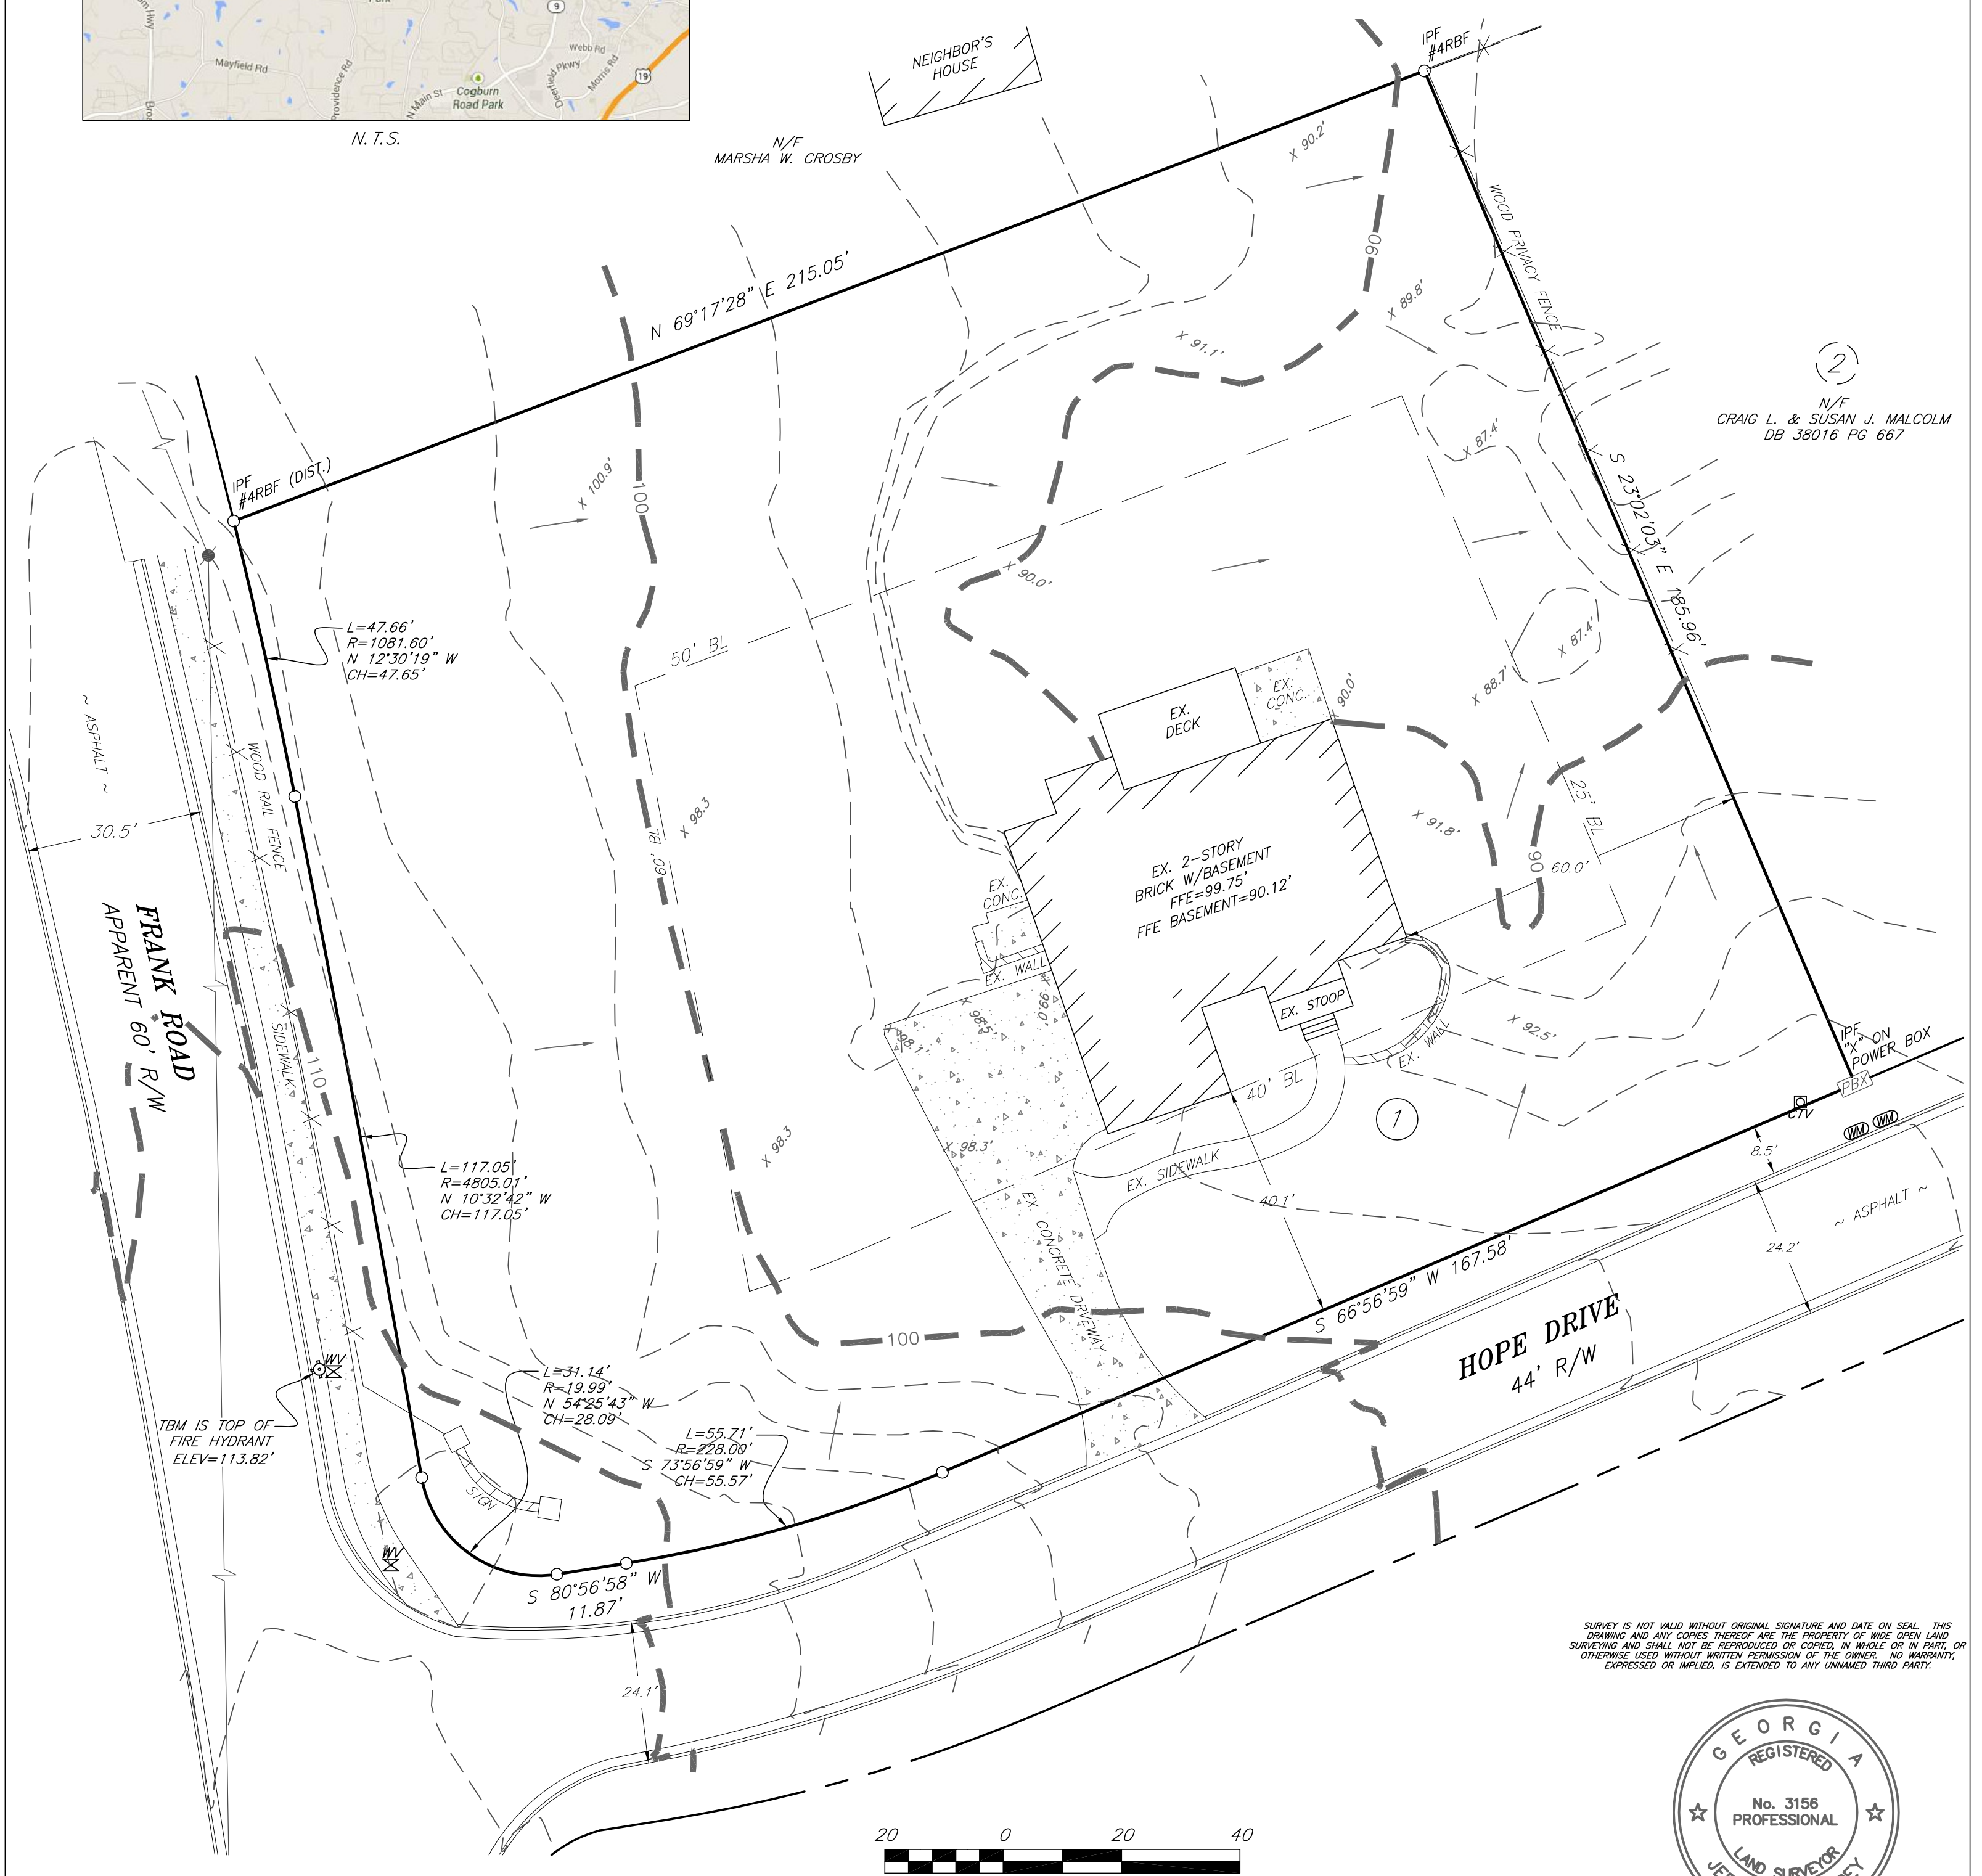 Park
9
Hwy
Webb Rd
Mayfield Rd
Providence Rd
Deerfield Pkwy
Morris Rd
19
N Main St
Cogburn
Road Park
N.T.S.
NEIGHBOR'S
HOUSE
N/F
MARSHA W. CROSBY
IPF
#4RBF
X 90.2'
WOOD PRIVACY FENCE
90
N 69°17'28" E 215.05'
X 89.8'
X 91.1'
2
N/F
CRAIG L. & SUSAN J. MALCOLM
DB 38016 PG 667
X 87.4'
S 23°02'03" E 185.96'
IPF
#4RBF (DIST.)
X 100.9'
100
X 90.0'
L=47.66'
R=1081.60'
N 12°30'19" W
CH=47.65'
50' BL
EX.
CONC.
X 90.0'
X 88.7'
X 87.4'
EX.
DECK
~ ASPHALT ~
WOOD RAIL FENCE
30.5'
60' BL
X 98.3
EX. 2-STORY
BRICK W/BASEMENT
FFE=99.75'
FFE BASEMENT=90.12'
X 91.8'
25' BL
90
60.0'
EX.
CONC.
EX. WALL
X 99.0'
X 98.5'
X 98.1'
EX. STOOP
EX. WALL
X 92.5'
IPF
"X" ON
POWER BOX
PBX
CTV
WM
WM
FRANK ROAD
APPARENT 60' R/W
SIDEWALK
110
40' BL
1
X 98.3
X 98.3'
EX. SIDEWALK
L=117.05'
R=4805.01'
N 10°32'42" W
CH=117.05'
EX. CONCRETE DRVEWAY
40.1'
8.5'
~ ASPHALT ~
24.2'
S 66°56'59" W 167.58'
HOPE DRIVE
44' R/W
100
WV
TBM IS TOP OF
FIRE HYDRANT
ELEV=113.82'
L=31.14'
R=19.99'
N 54°25'43" W
CH=28.09'
L=55.71'
R=228.00'
S 73°56'59" W
CH=55.57'
SIGN
WV
S 80°56'58" W
11.87'
24.1'
SURVEY IS NOT VALID WITHOUT ORIGINAL SIGNATURE AND DATE ON SEAL. THIS
DRAWING AND ANY COPIES THEREOF ARE THE PROPERTY OF WIDE OPEN LAND
SURVEYING AND SHALL NOT BE REPRODUCED OR COPIED, IN WHOLE OR IN PART, OR
OTHERWISE USED WITHOUT WRITTEN PERMISSION OF THE OWNER. NO WARRANTY,
EXPRESSED OR IMPLIED, IS EXTENDED TO ANY UNNAMED THIRD PARTY.
GEORGIA
REGISTERED
No. 3156
PROFESSIONAL
LAND SURVEYOR
20 0 20 40